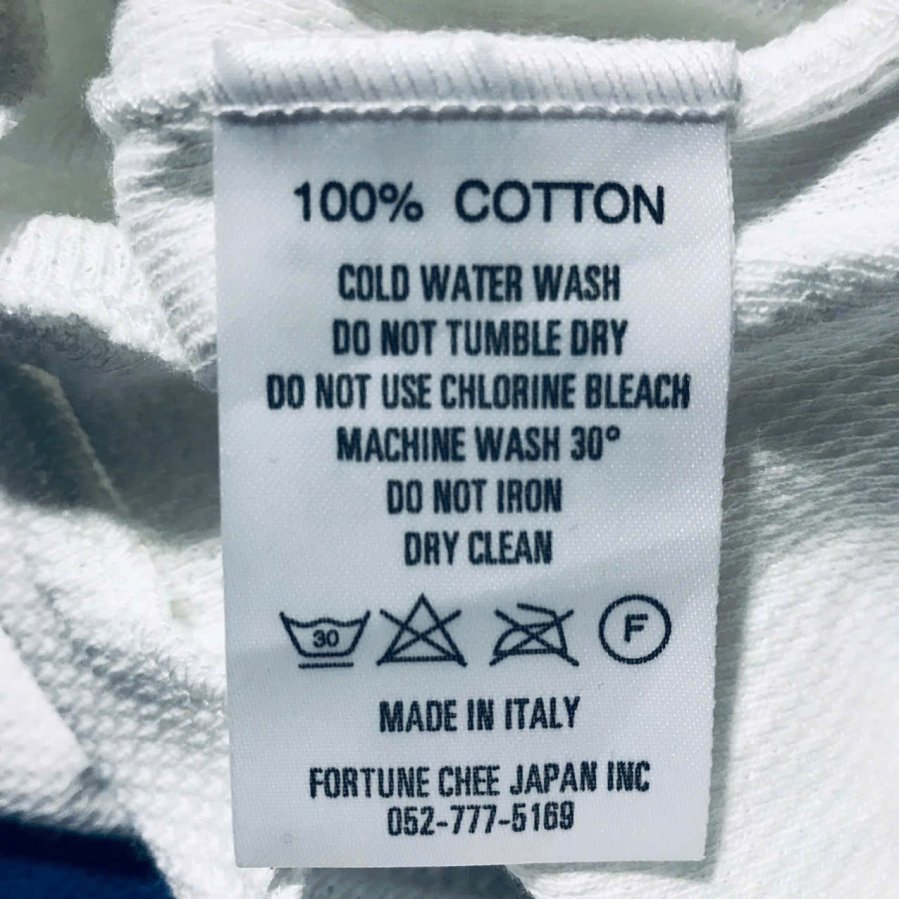 100% COTTON
COLD WATER WASH
DO NOT TUMBLE DRY
DO NOT USE CHLORINE BLEACH
MACHINE WASH 30°
DO NOT IRON
DRY CLEAN
30 F
MADE IN ITALY
FORTUNE CHEE JAPAN INC
052-777-5169